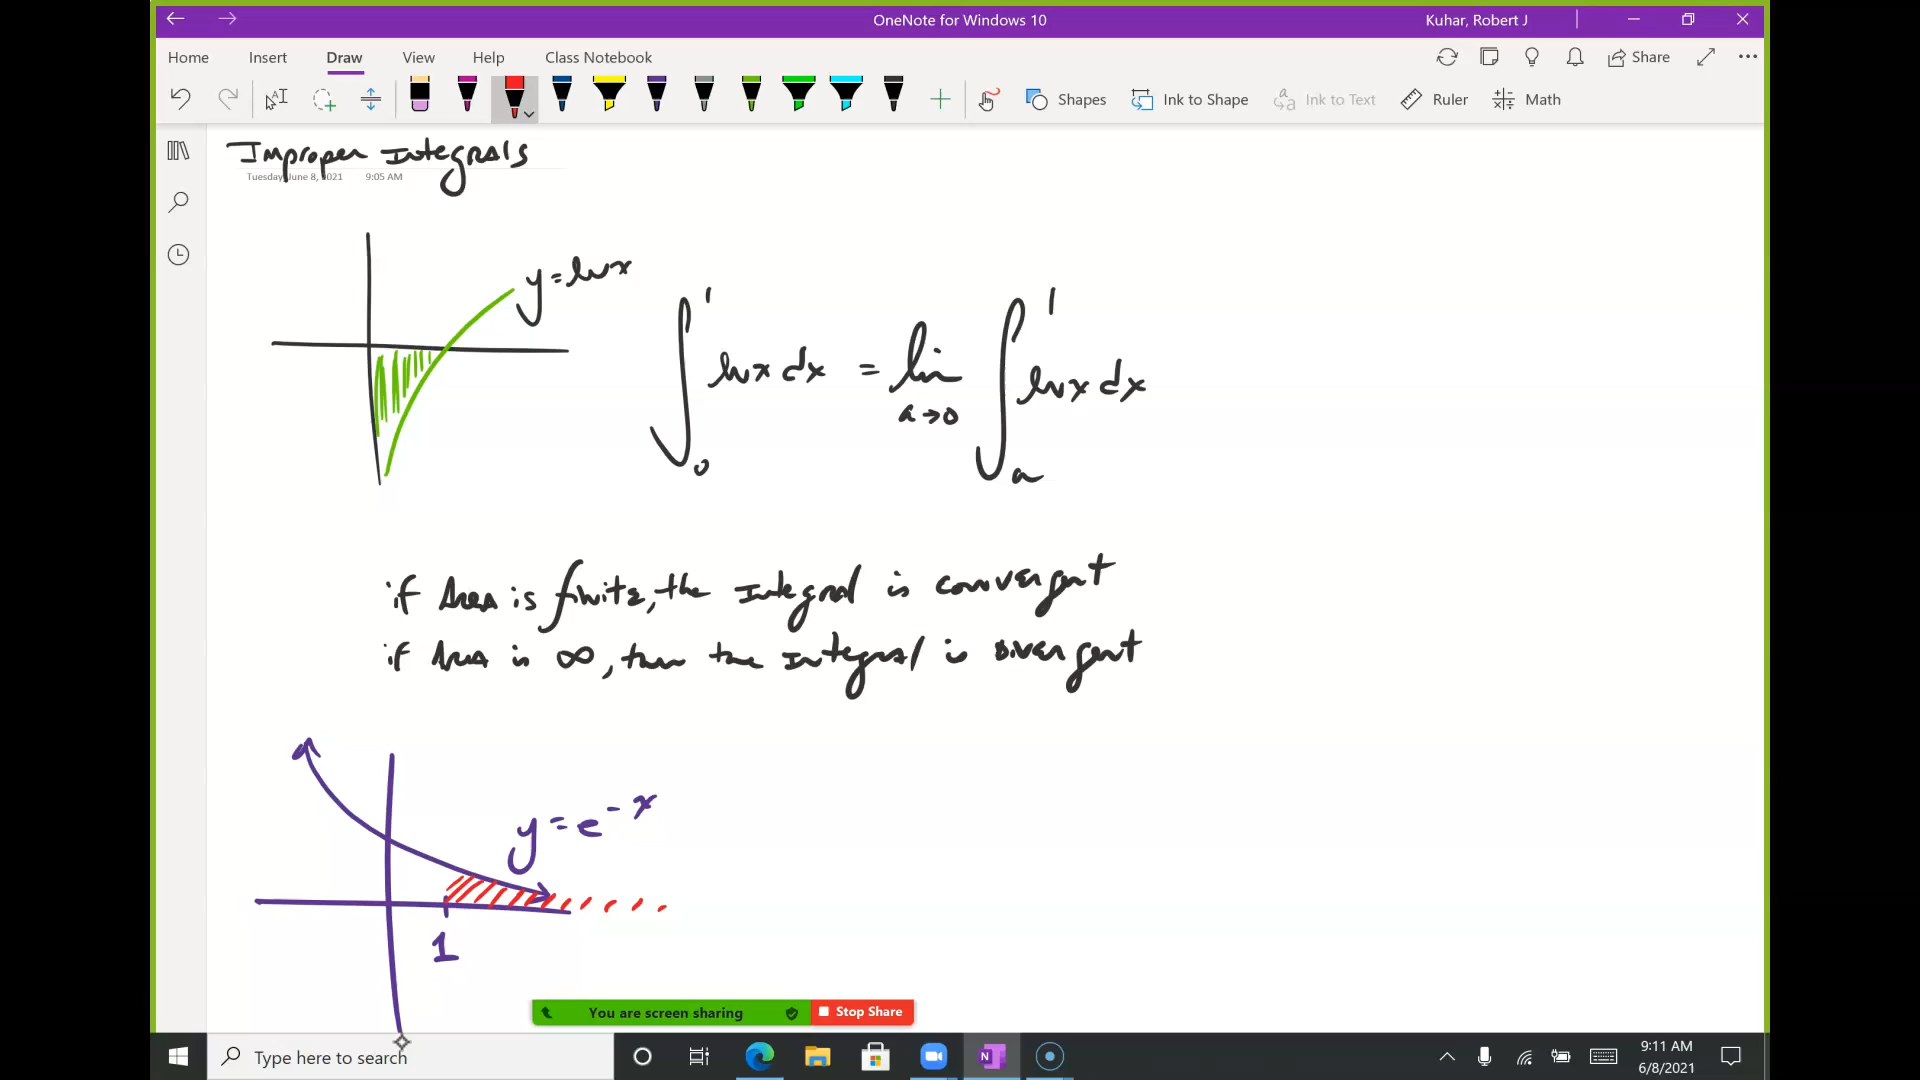 OneNote for Windows 10
Kuhar, Robert J
Home Insert Draw View Help Class Notebook
Share
Shapes Ink to Shape Ink to Text Ruler Math
Improper Integrals
Tuesday, June 8, 2021 9:05 AM
y = ln x
∫₀¹ ln x dx = lim a→0 ∫ₐ¹ ln x dx
if Area is finite, the Integral is convergent
if Area is ∞, then the Integral is Divergent
y = e⁻ˣ
1
You are screen sharing Stop Share
Type here to search
N
9:11 AM
6/8/2021